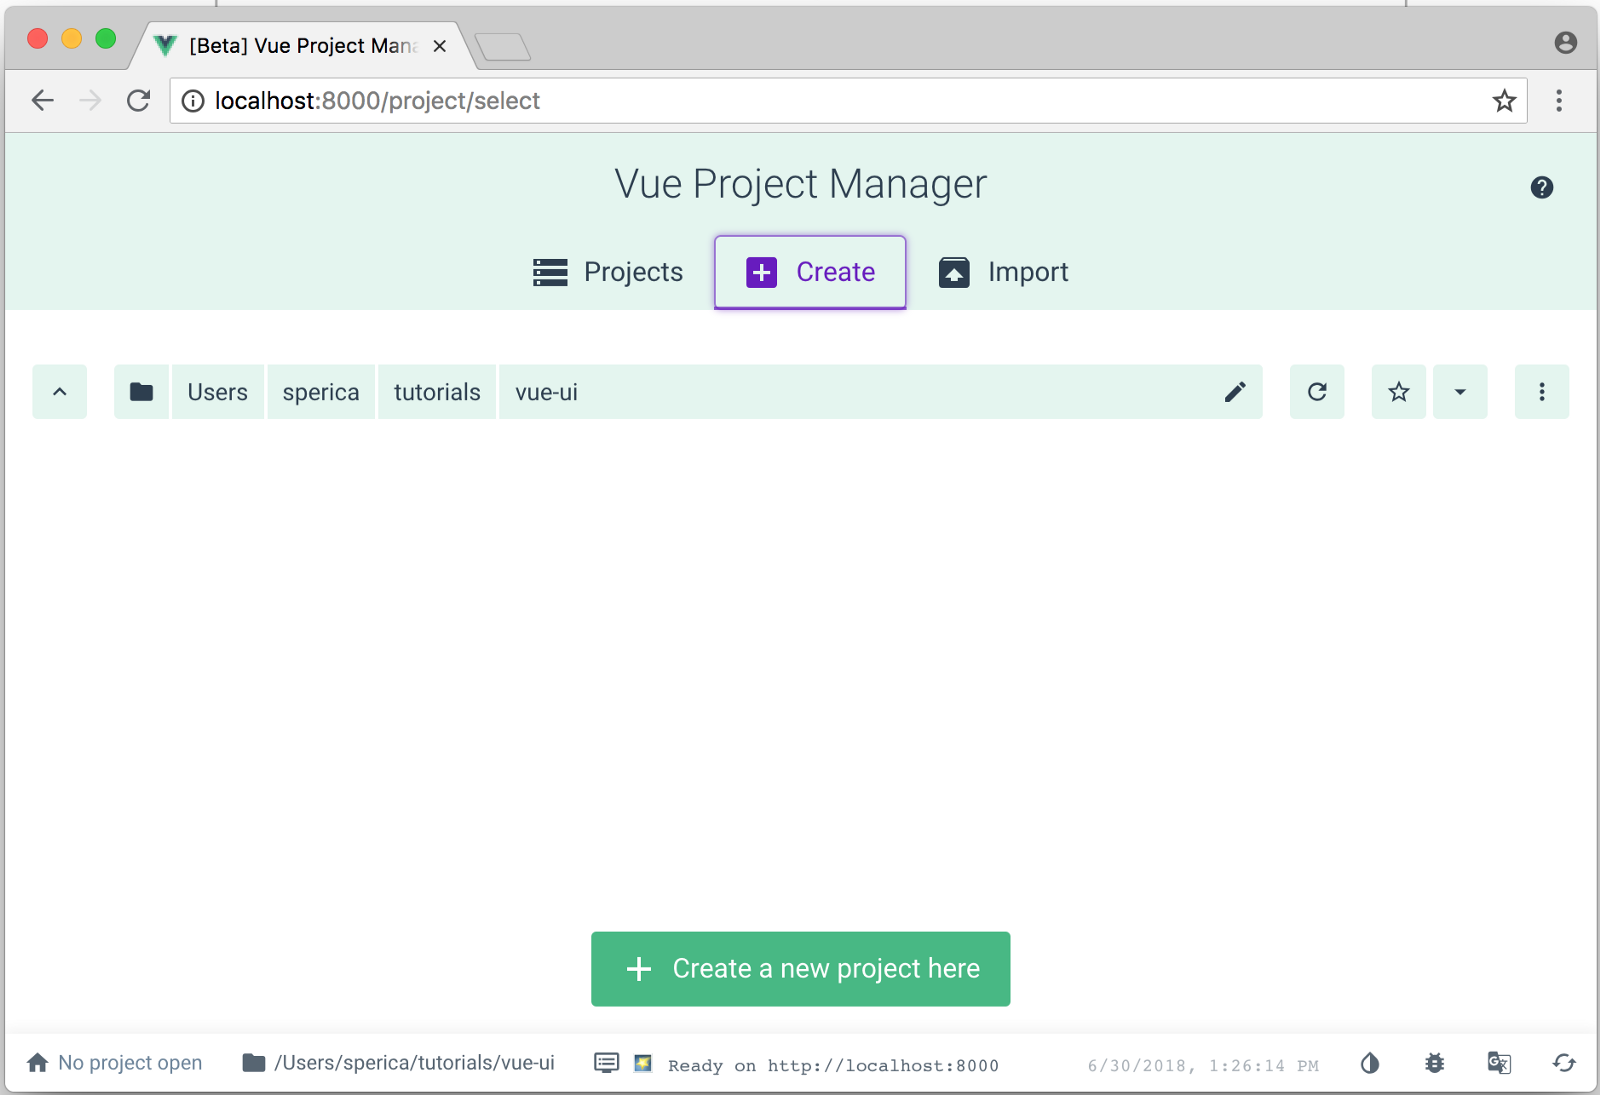 [Beta] Vue Project Mana
localhost:8000/project/select
Vue Project Manager
Projects
Create
Import
Users sperica tutorials vue-ui
Create a new project here
No project open /Users/sperica/tutorials/vue-ui Ready on http://localhost:8000 6/30/2018, 1:26:14 PM